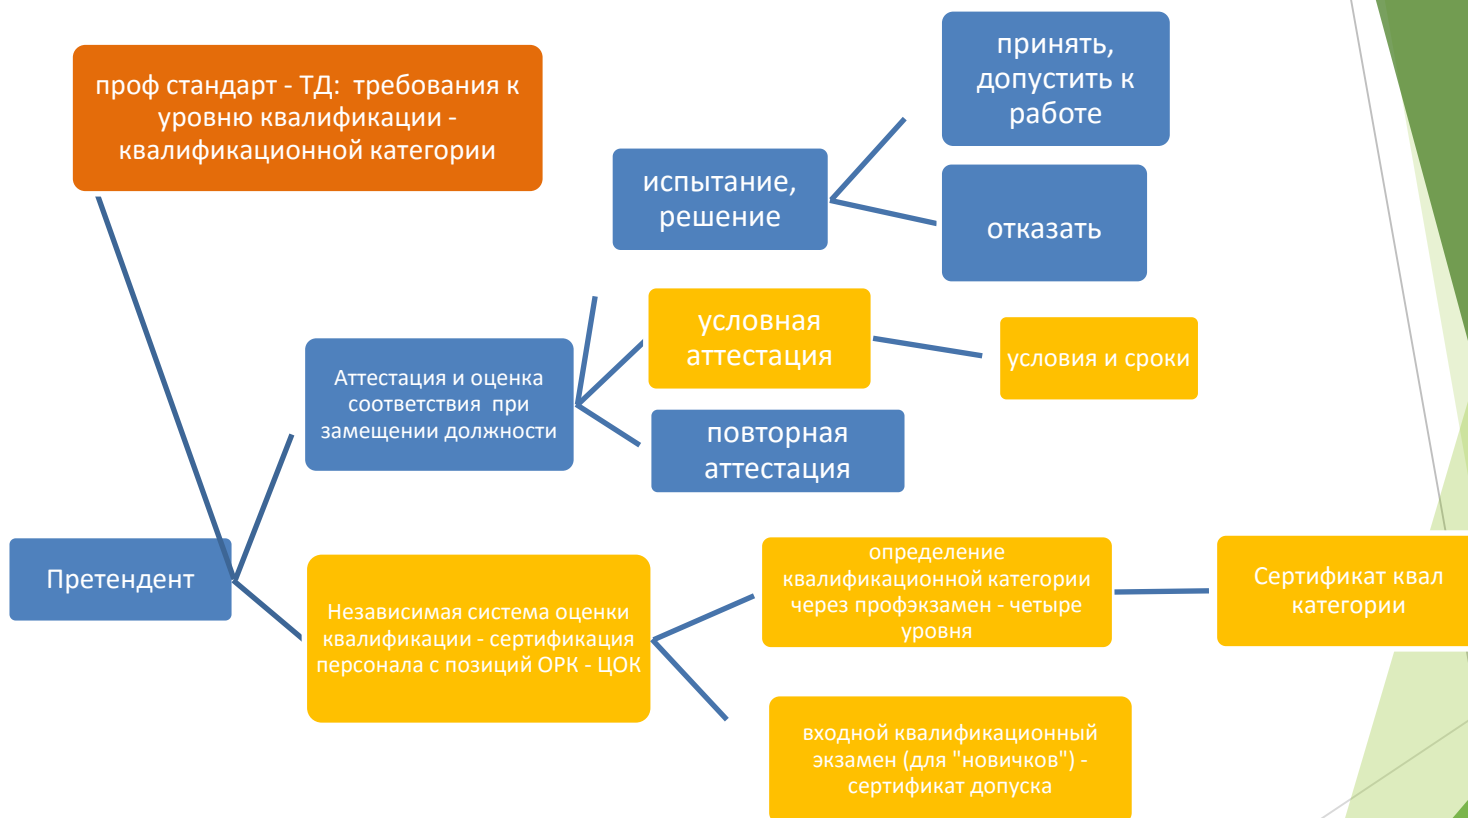 проф стандарт - ТД: требования к
уровню квалификации -
квалификационной категории
принять,
допустить к
работе
испытание,
решение
отказать
условная
аттестация
условия и сроки
Аттестация и оценка
соответствия при
замещении должности
повторная
аттестация
Претендент
Независимая система оценки
квалификации - сертификация
персонала с позиций ОРК - ЦОК
определение
квалификационной категории
через профэкзамен - четыре
уровня
Сертификат квал
категории
входной квалификационный
экзамен (для "новичков") -
сертификат допуска